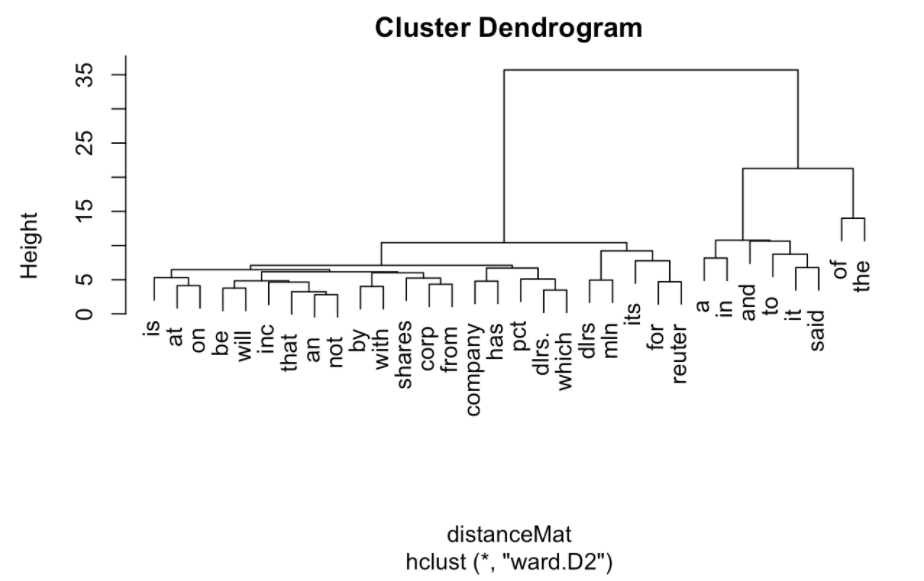 Cluster Dendrogram
Height
35
25
15
5
0
is
at
on
be
will
inc
that
an
not
by
with
shares
corp
from
company
has
pct
dlrs.
which
dlrs
mln
its
for
reuter
a
in
and
to
it
said
of
the
distanceMat
hclust (*, "ward.D2")